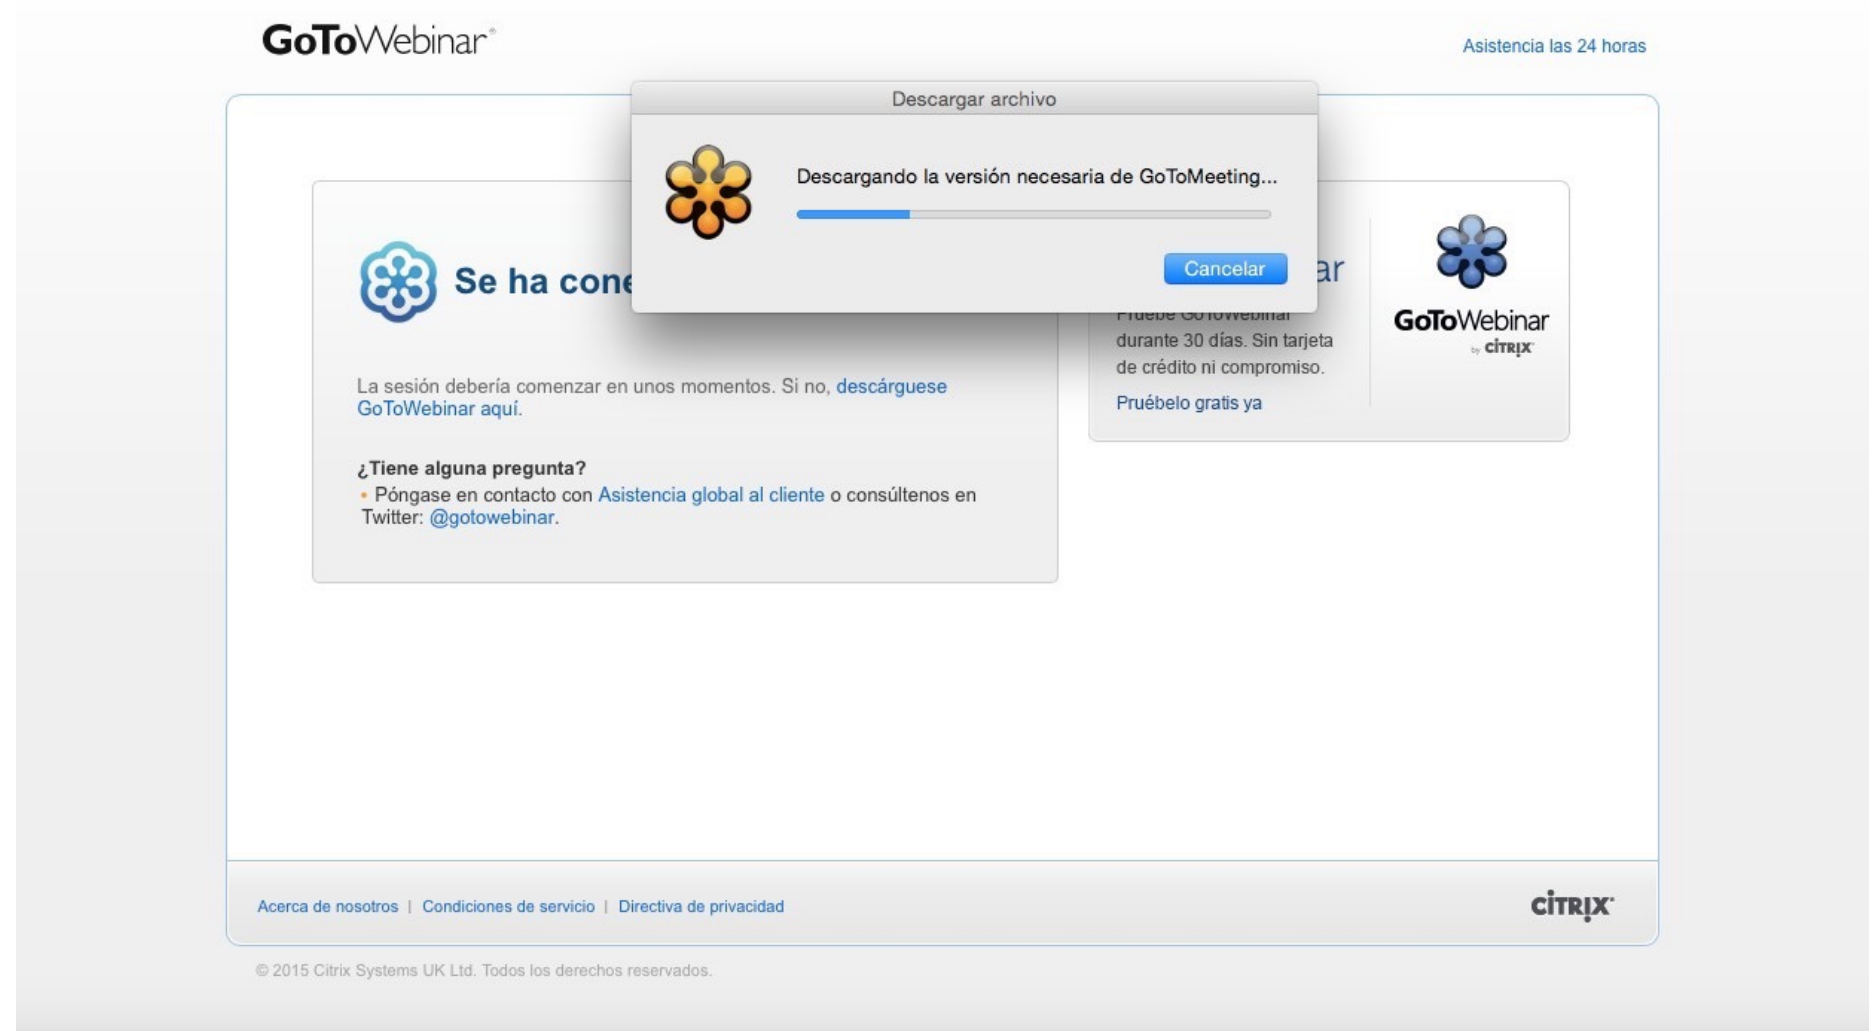 GoToWebinar®
Asistencia las 24 horas
Descargar archivo
Descargando la versión necesaria de GoToMeeting...
Cancelar
Se ha
La sesión debería comenzar en unos momentos. Si no, descárguese
GoToWebinar aquí.
¿Tiene alguna pregunta?
• Póngase en contacto con Asistencia global al cliente o consúltenos en
Twitter: @gotowebinar.
Pruebe GoToWebinar
durante 30 días. Sin tarjeta
de crédito ni compromiso.
Pruébelo gratis ya
GoToWebinar
by CITRIX
Acerca de nosotros | Condiciones de servicio | Directiva de privacidad
CITRIX
© 2015 Citrix Systems UK Ltd. Todos los derechos reservados.